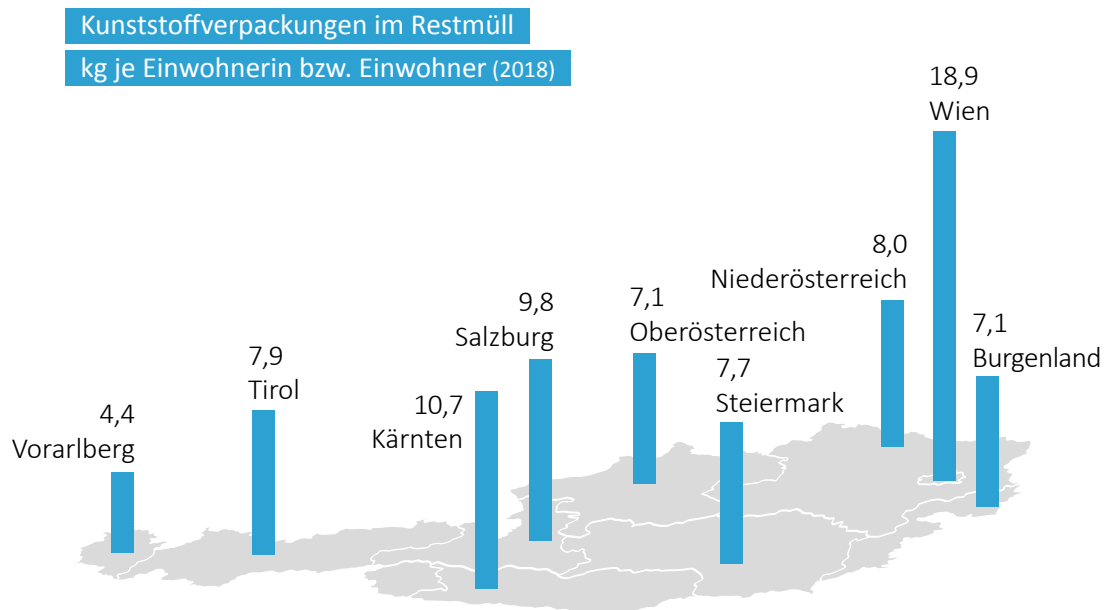 Kunststoffverpackungen im Restmüll
kg je Einwohnerin bzw. Einwohner (2018)
18,9
Wien
8,0
Niederösterreich
9,8
Salzburg
7,1
Oberösterreich
7,1
Burgenland
7,9
Tirol
7,7
Steiermark
10,7
Kärnten
4,4
Vorarlberg